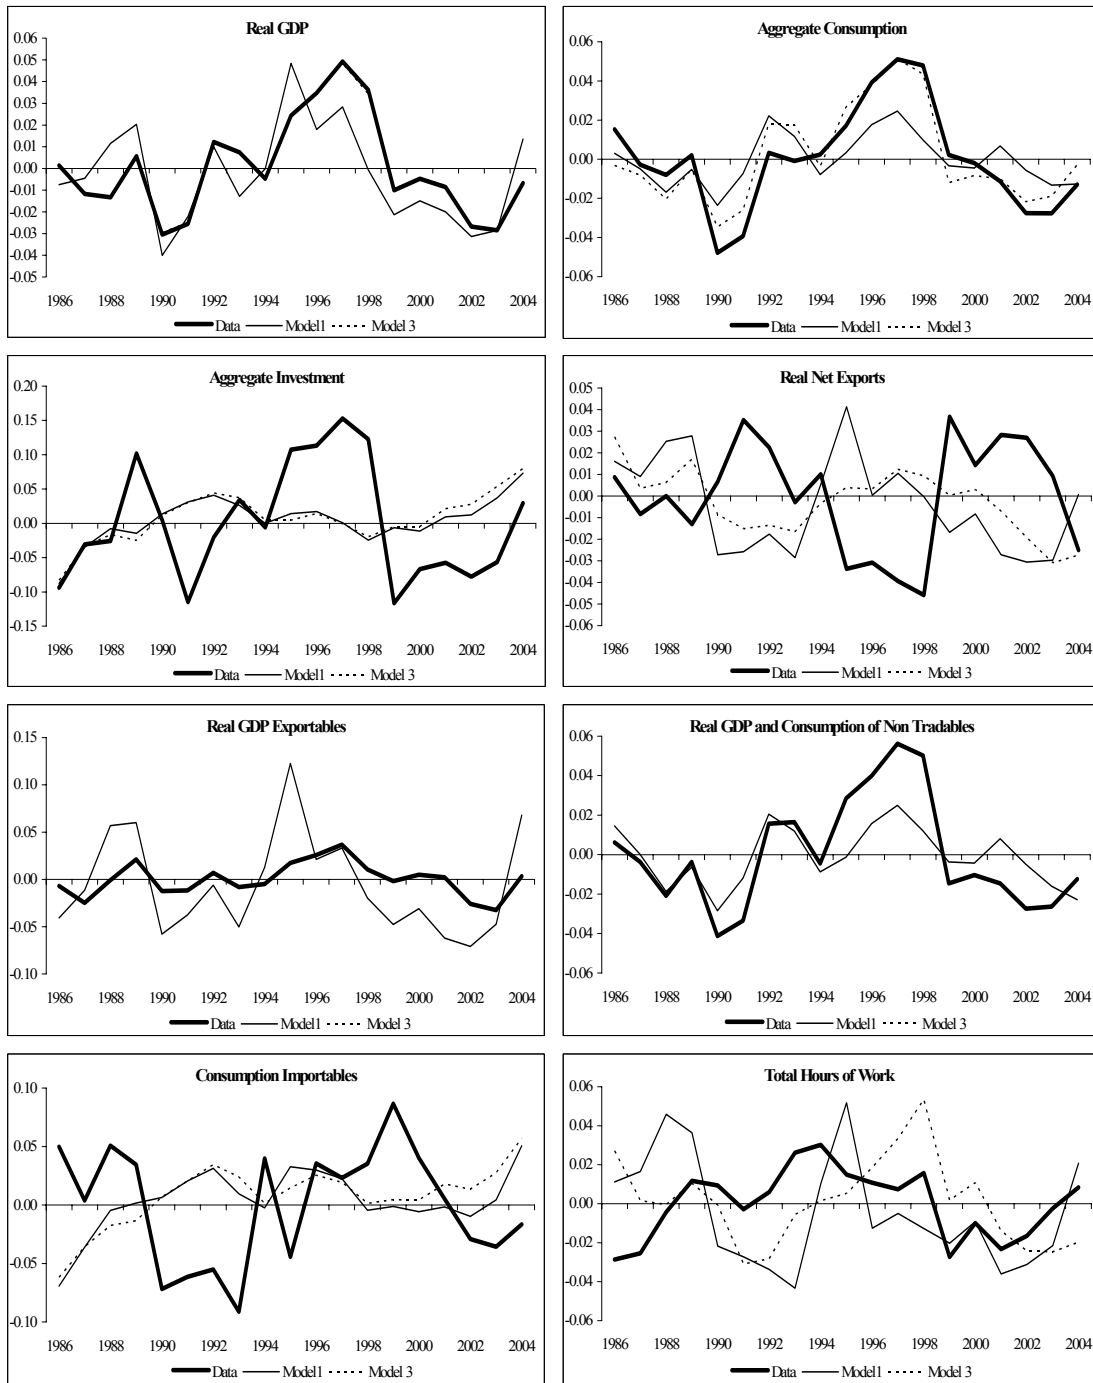 Real GDP
0.06
0.05
0.04
0.03
0.02
0.01
0.00
-0.01
-0.02
-0.03
-0.04
-0.05
1986 1988 1990 1992 1994 1996 1998 2000 2002 2004
Data Model1 Model 3
Aggregate Consumption
0.06
0.04
0.02
0.00
-0.02
-0.04
-0.06
1986 1988 1990 1992 1994 1996 1998 2000 2002 2004
Data Model1 Model 3
Aggregate Investment
0.20
0.15
0.10
0.05
0.00
-0.05
-0.10
-0.15
1986 1988 1990 1992 1994 1996 1998 2000 2002 2004
Data Model1 Model 3
Real Net Exports
0.05
0.04
0.03
0.02
0.01
0.00
-0.01
-0.02
-0.03
-0.04
-0.05
-0.06
1986 1988 1990 1992 1994 1996 1998 2000 2002 2004
Data Model1 Model 3
Real GDP Exportables
0.15
0.10
0.05
0.00
-0.05
-0.10
1986 1988 1990 1992 1994 1996 1998 2000 2002 2004
Data Model1 Model 3
Real GDP and Consumption of Non Tradables
0.06
0.04
0.02
0.00
-0.02
-0.04
-0.06
1986 1988 1990 1992 1994 1996 1998 2000 2002 2004
Data Model1 Model 3
Consumption Importables
0.10
0.05
0.00
-0.05
-0.10
1986 1988 1990 1992 1994 1996 1998 2000 2002 2004
Data Model1 Model 3
Total Hours of Work
0.06
0.04
0.02
0.00
-0.02
-0.04
-0.06
1986 1988 1990 1992 1994 1996 1998 2000 2002 2004
Data Model1 Model 3